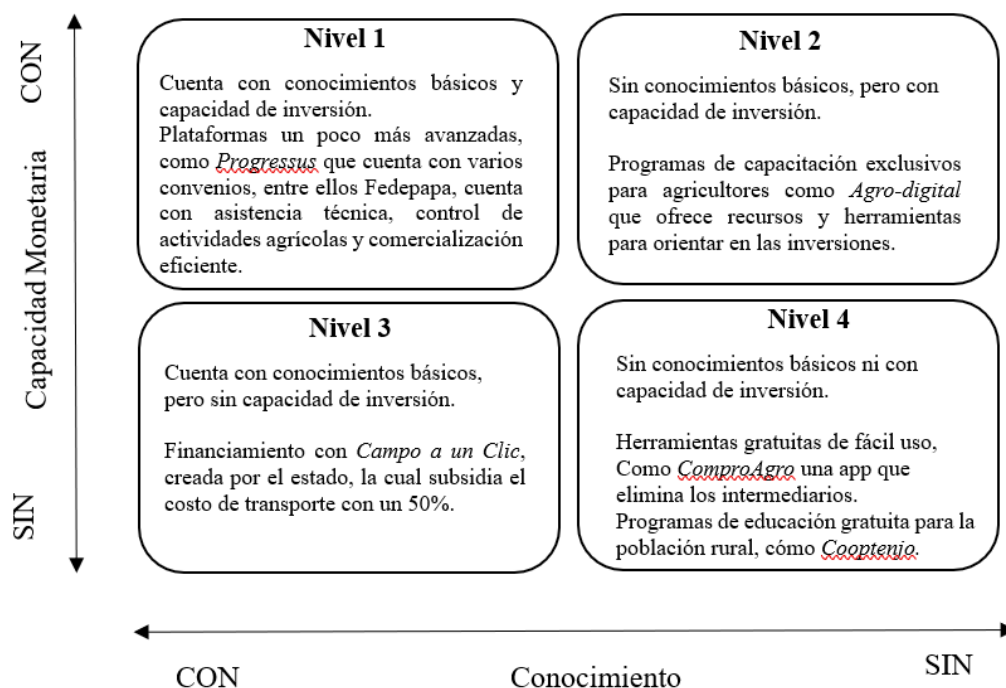 CON
Capacidad Monetaria
SIN
Nivel 1
Cuenta con conocimientos básicos y
capacidad de inversión.
Plataformas un poco más avanzadas,
como Progressus que cuenta con varios
convenios, entre ellos Fedepapa, cuenta
con asistencia técnica, control de
actividades agrícolas y comercialización
eficiente.
Nivel 2
Sin conocimientos básicos, pero con
capacidad de inversión.
Programas de capacitación exclusivos
para agricultores como Agro-digital
que ofrece recursos y herramientas
para orientar en las inversiones.
Nivel 3
Cuenta con conocimientos básicos,
pero sin capacidad de inversión.
Financiamiento con Campo a un Clic,
creada por el estado, la cual subsidia el
costo de transporte con un 50%.
Nivel 4
Sin conocimientos básicos ni con
capacidad de inversión.
Herramientas gratuitas de fácil uso,
Como ComproAgro una app que
elimina los intermediarios.
Programas de educación gratuita para la
población rural, cómo Cooptenjo.
CON
Conocimiento
SIN